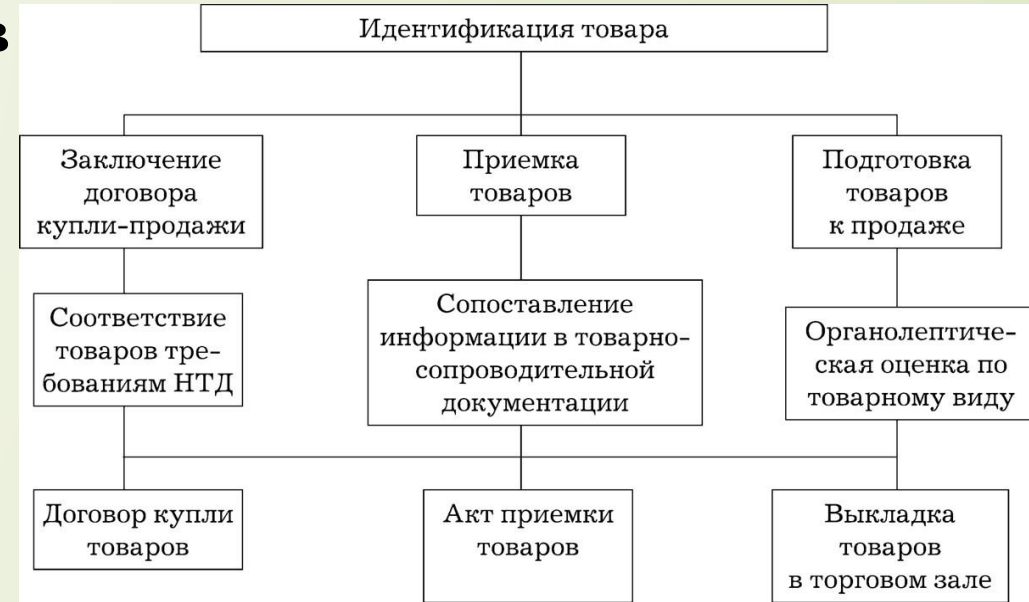 в
Идентификация товара
Заключение
договора
купли-продажи
Приемка
товаров
Подготовка
товаров
к продаже
Соответствие
товаров тре-
бованиям НТД
Сопоставление
информации в товарно-
сопроводительной
документации
Органолептиче-
ская оценка по
товарному виду
Договор купли
товаров
Акт приемки
товаров
Выкладка
товаров
в торговом зале